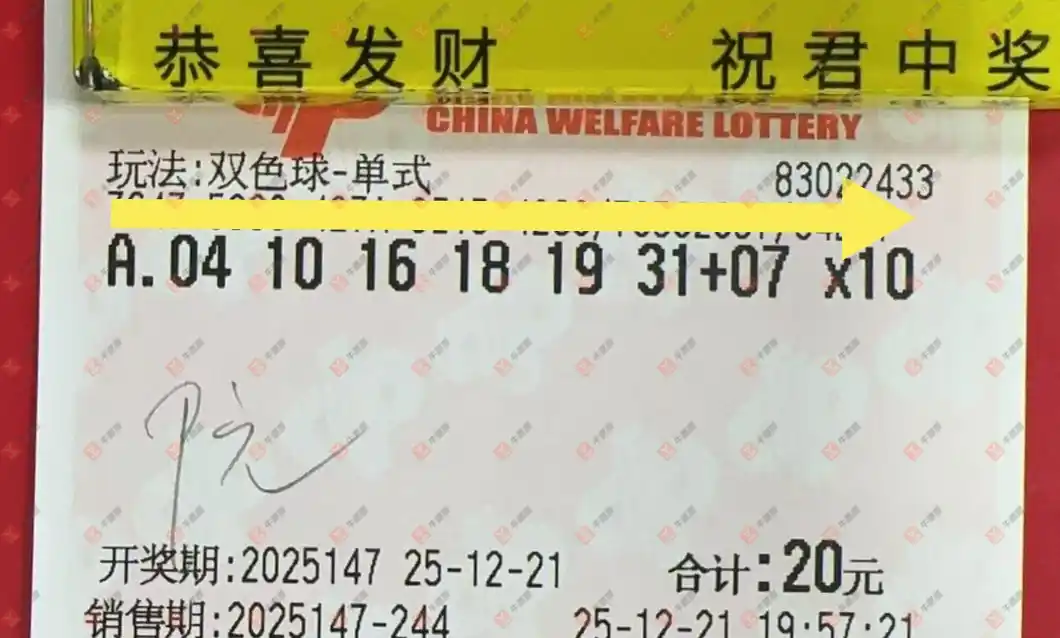 恭喜发财 祝君中奖
CHINA WELFARE LOTTERY
玩法:双色球-单式 83022433
A.04 10 16 18 19 31+07 x10
开奖期:2025147 25-12-21 合计:20元
销售期:2025147-244 25-12-21 19:57:21